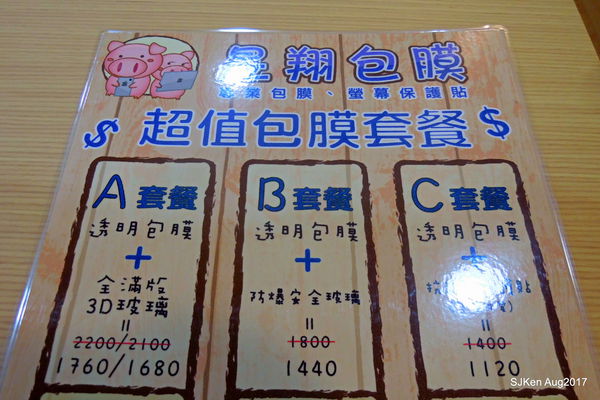 星翔包膜
專業包膜、螢幕保護貼
$ 超值包膜套餐 $
A套餐
透明包膜
+
全滿版
3D玻璃
=
2200/2100
1760/1680
B套餐
透明包膜
+
防爆安全玻璃
=
1800
1440
C套餐
透明包膜
+
貼
=
1400
1120
SJKen Aug2017